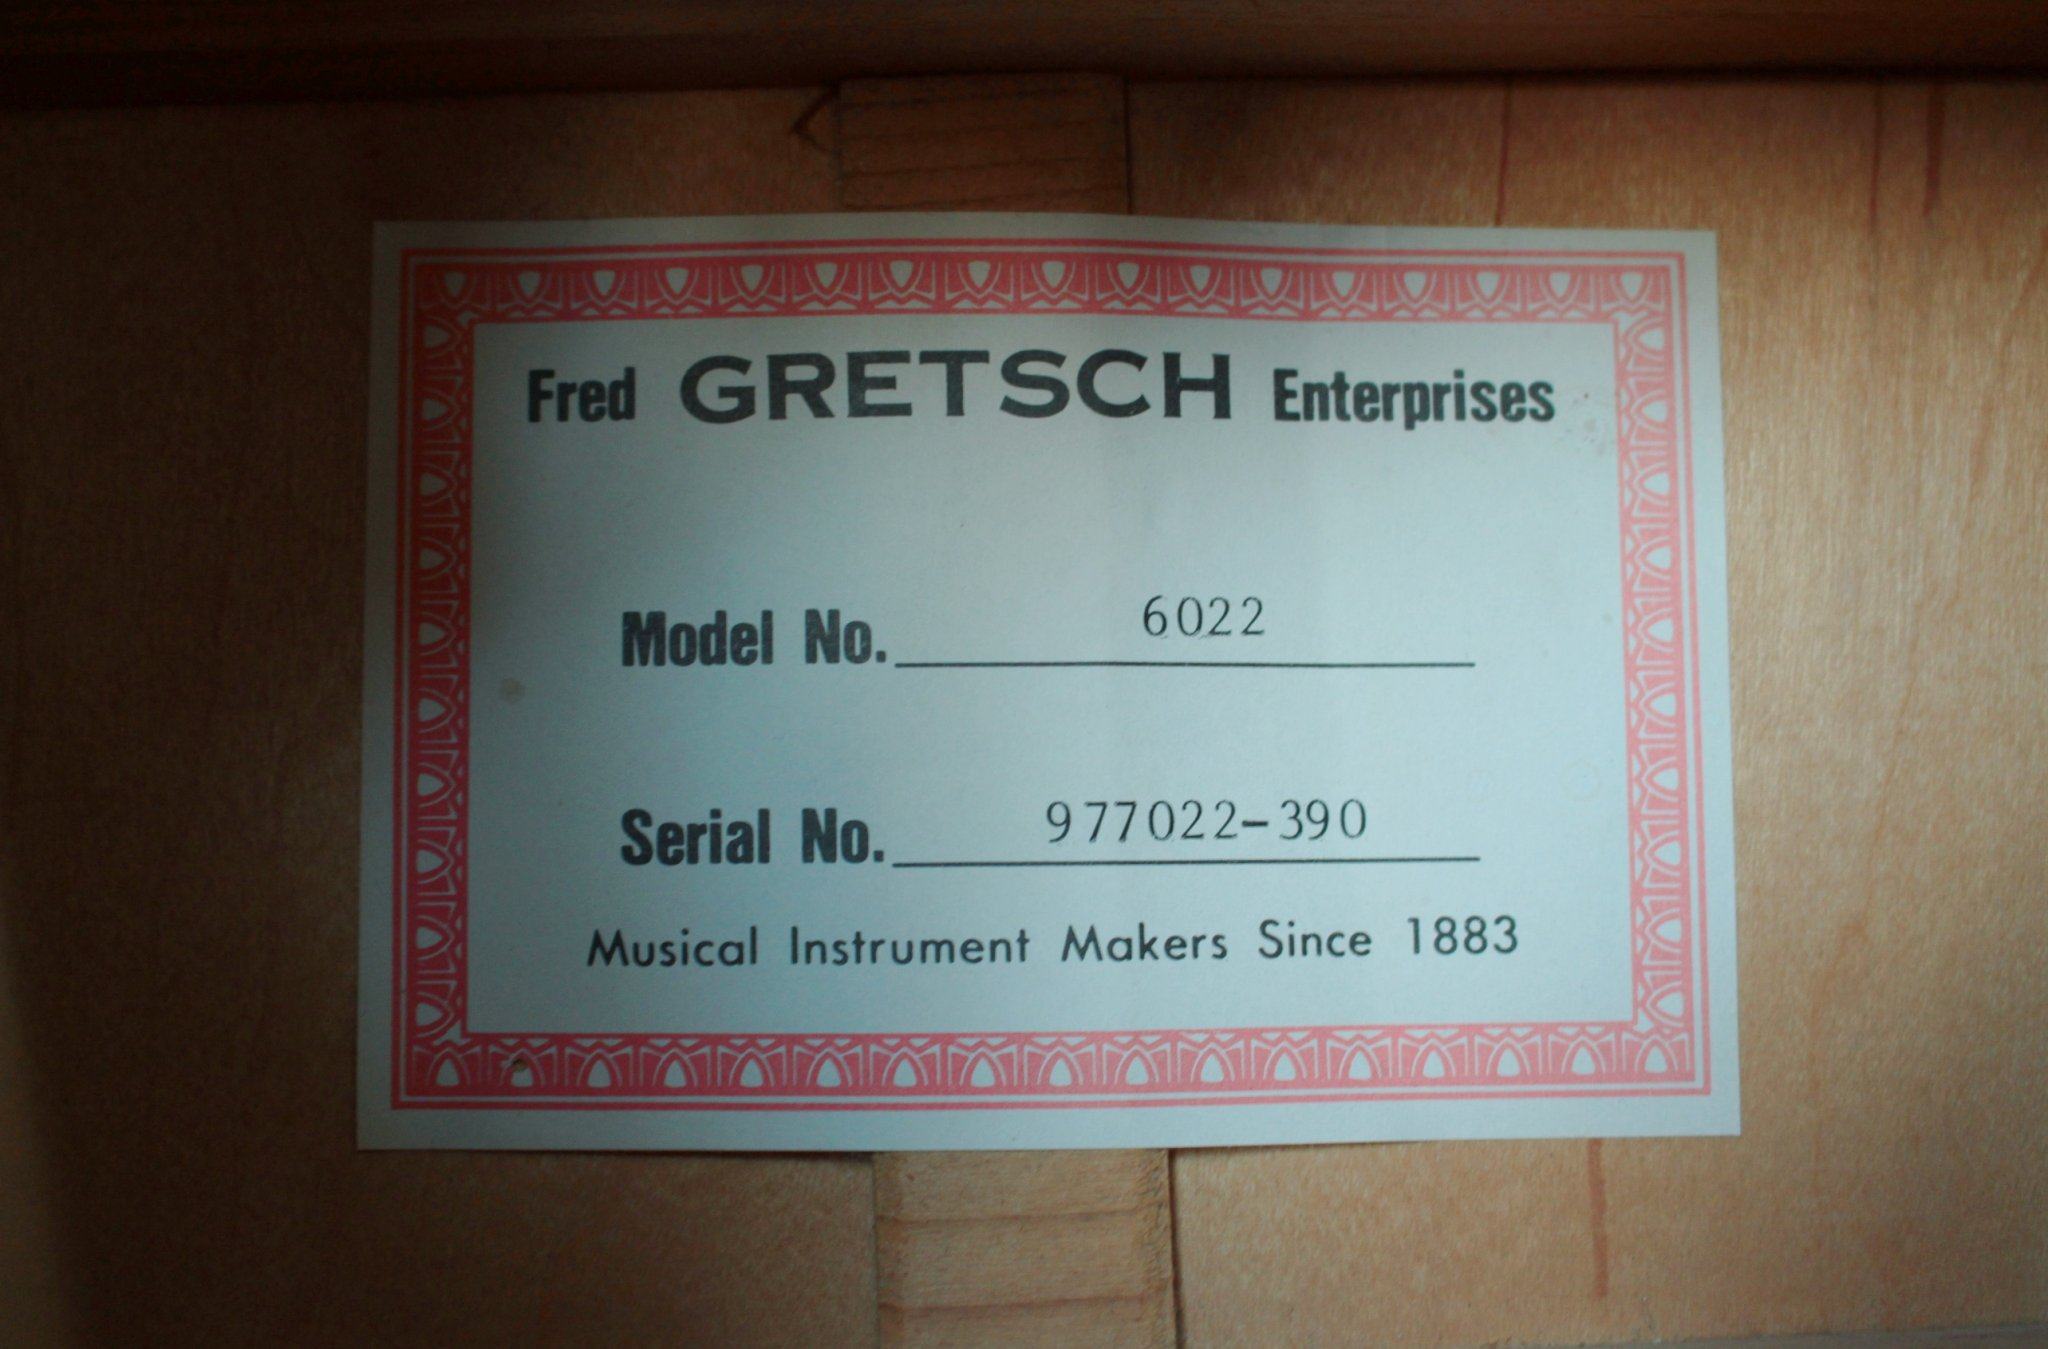 Fred GRETSCH Enterprises
Model No. 6022
Serial No. 977022-390
Musical Instrument Makers Since 1883